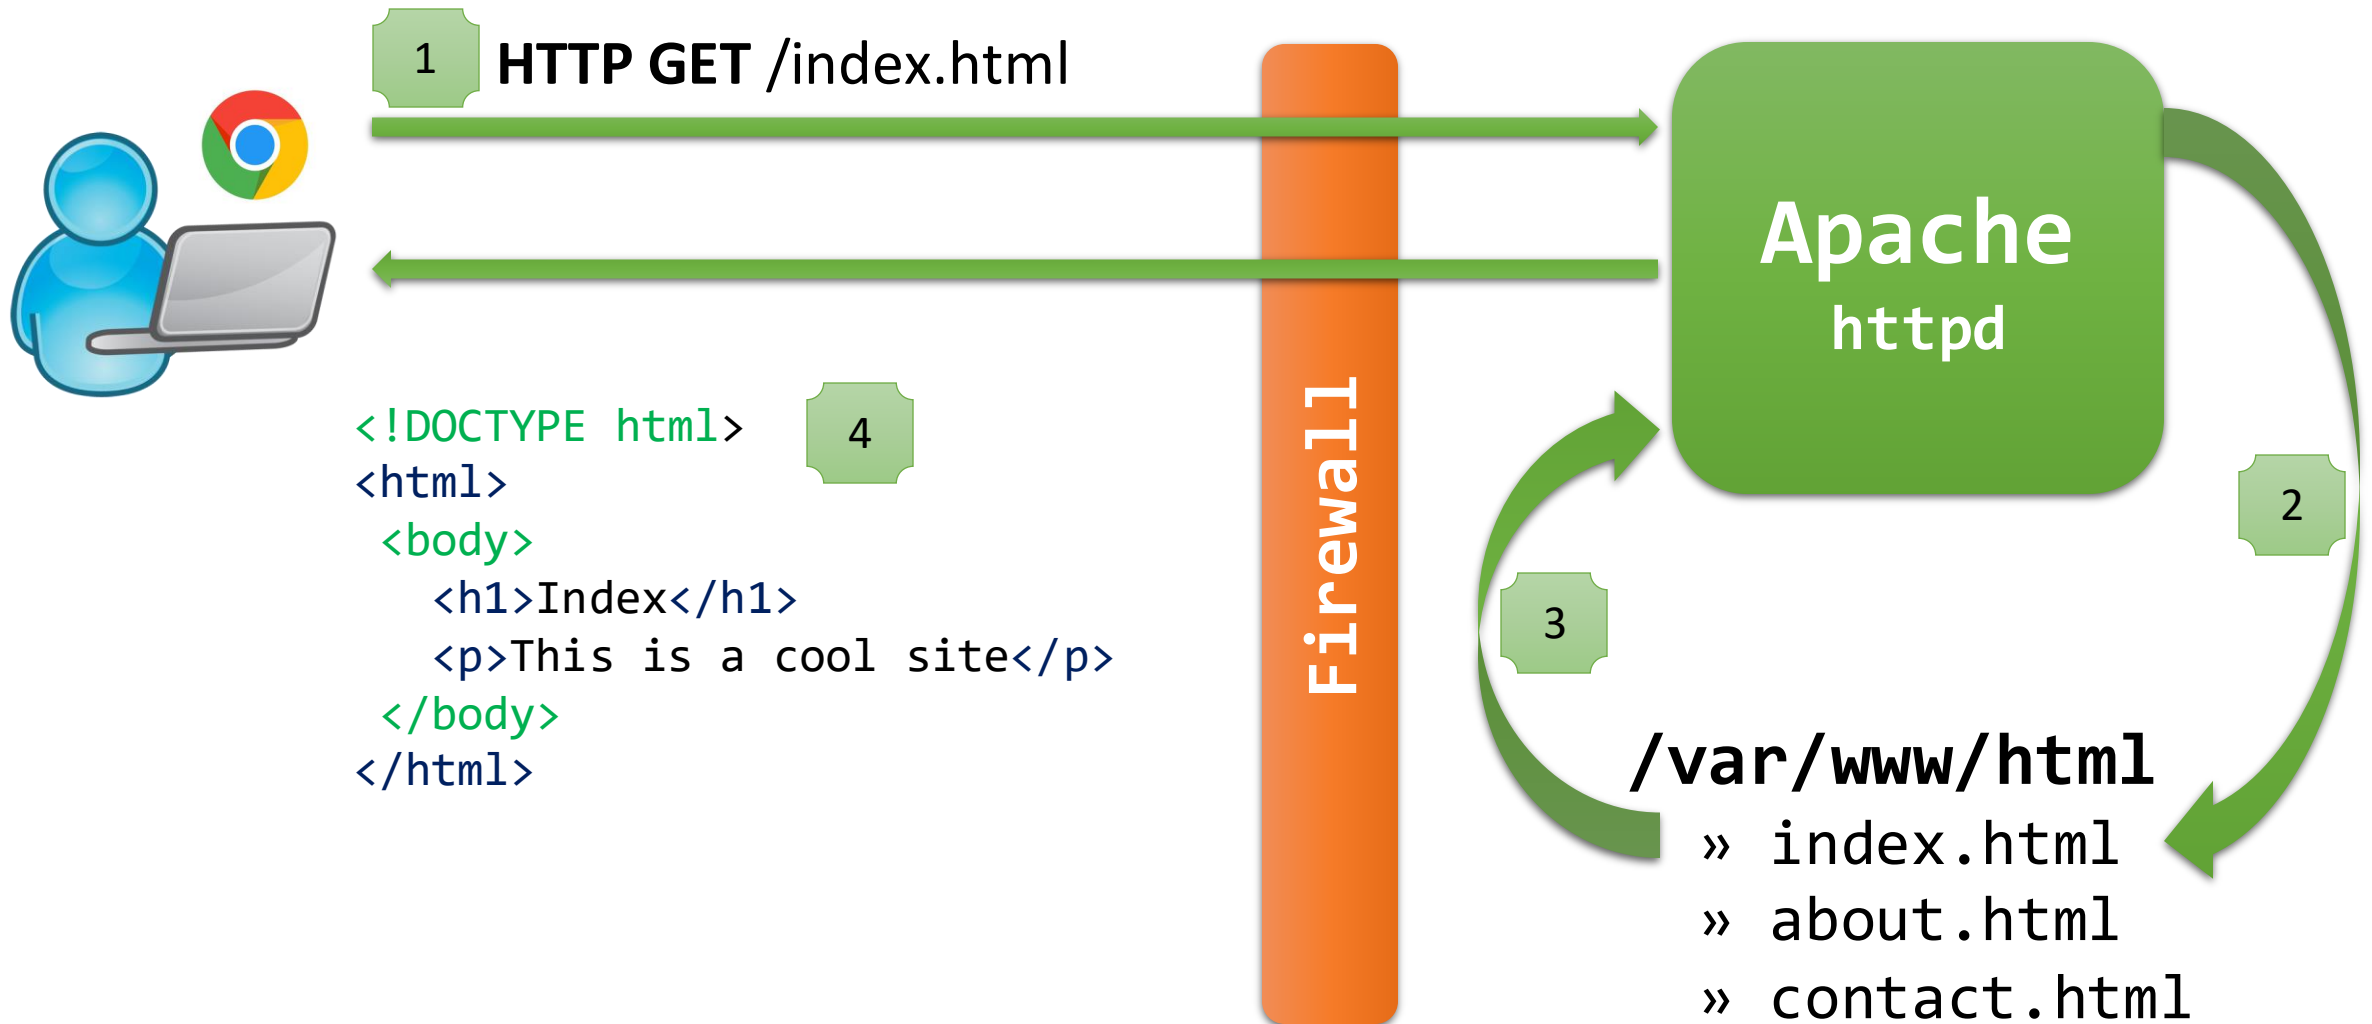 1 HTTP GET /index.html
Apache
httpd
Firewall
4
<!DOCTYPE html>
<html>
<body>
<h1>Index</h1>
<p>This is a cool site</p>
</body>
</html>
2
3
/var/www/html
» index.html
» about.html
» contact.html